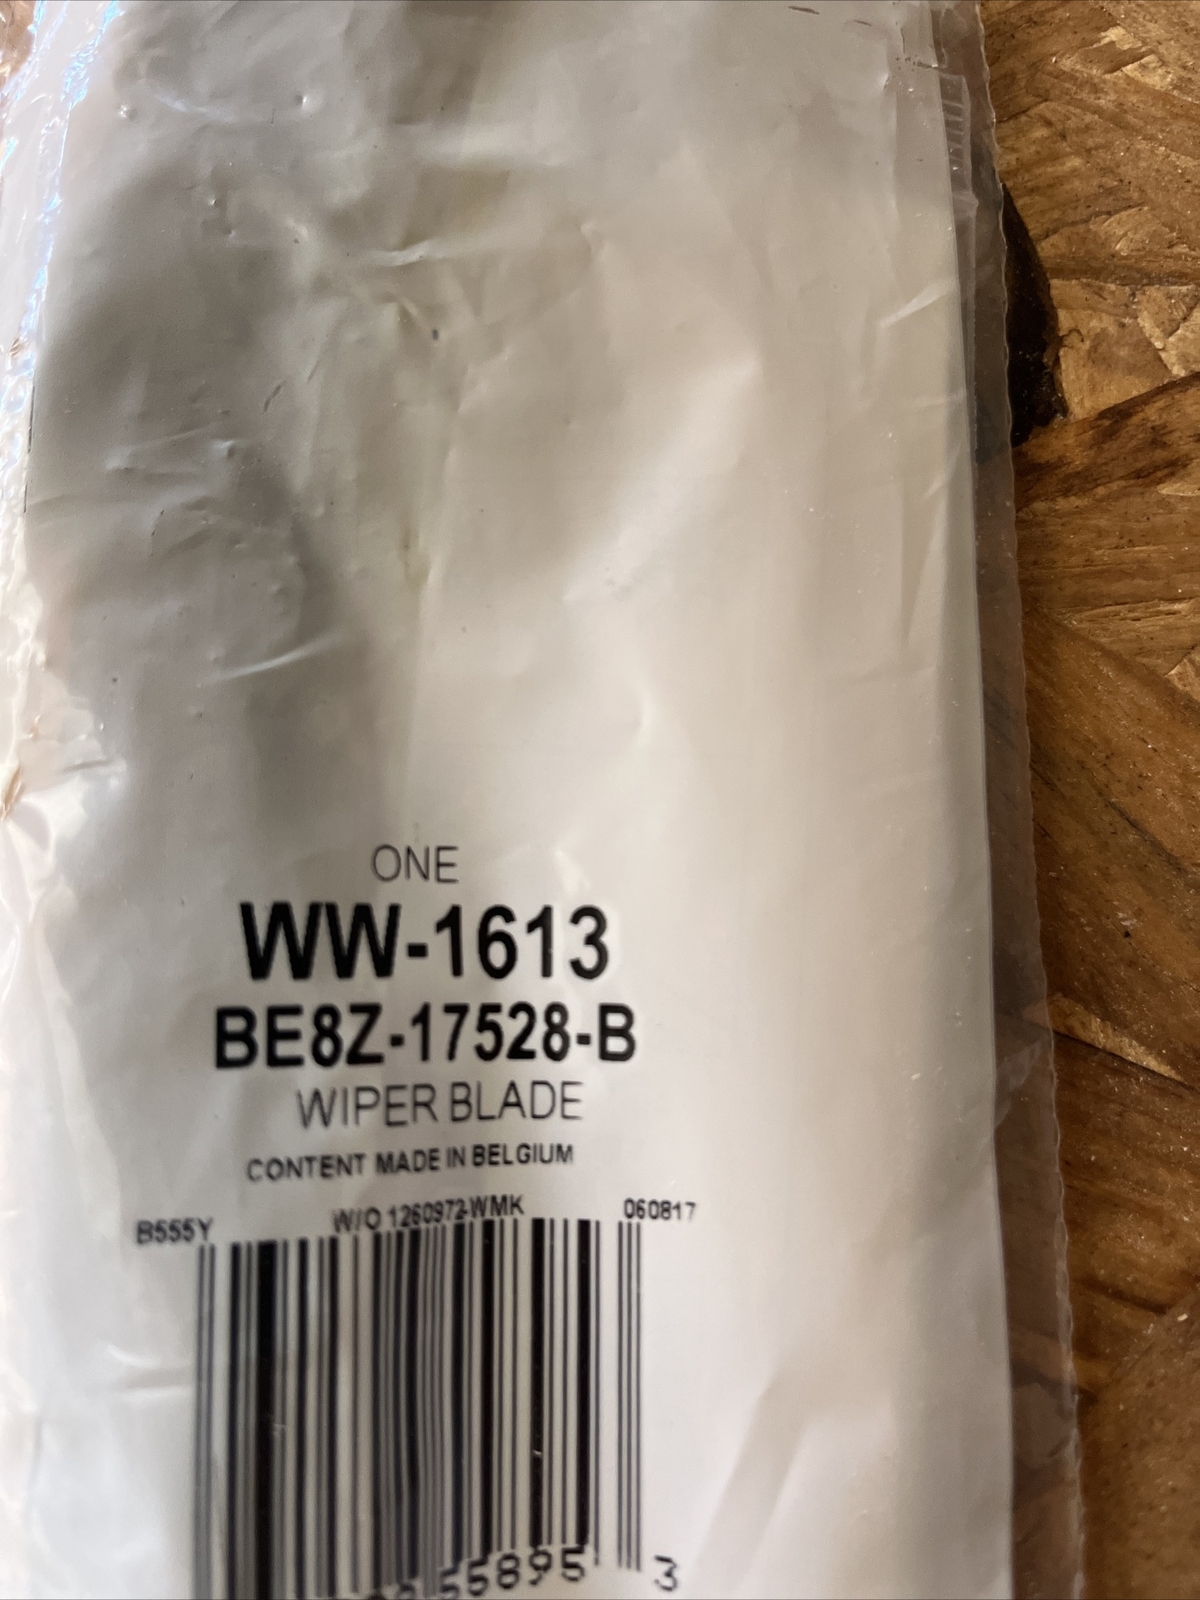 ONE
WW-1613
BE8Z-17528-B
WIPER BLADE
CONTENT MADE IN BELGIUM
B555Y W/O 1260972-WMK 060817
55895 3